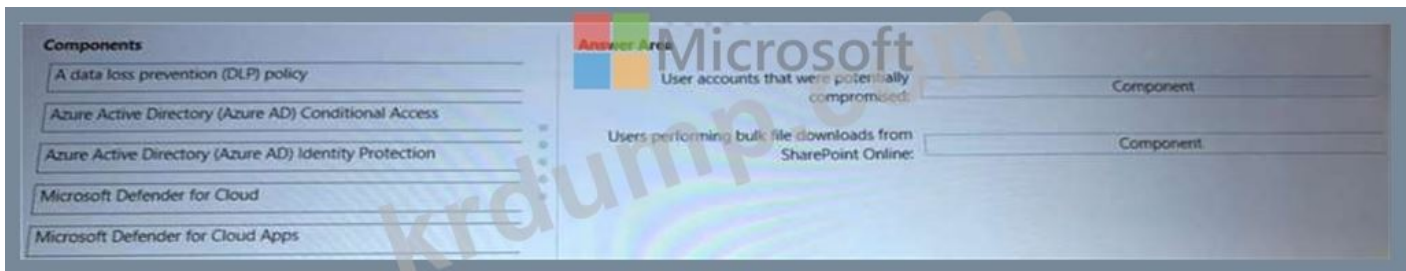 Components
A data loss prevention (DLP) policy
Azure Active Directory (Azure AD) Conditional Access
Azure Active Directory (Azure AD) Identity Protection
Microsoft Defender for Cloud
Microsoft Defender for Cloud Apps
Answer Area
Microsoft
User accounts that were potentially
compromised:
Component
Users performing bulk file downloads from
SharePoint Online:
Component
krdump.com